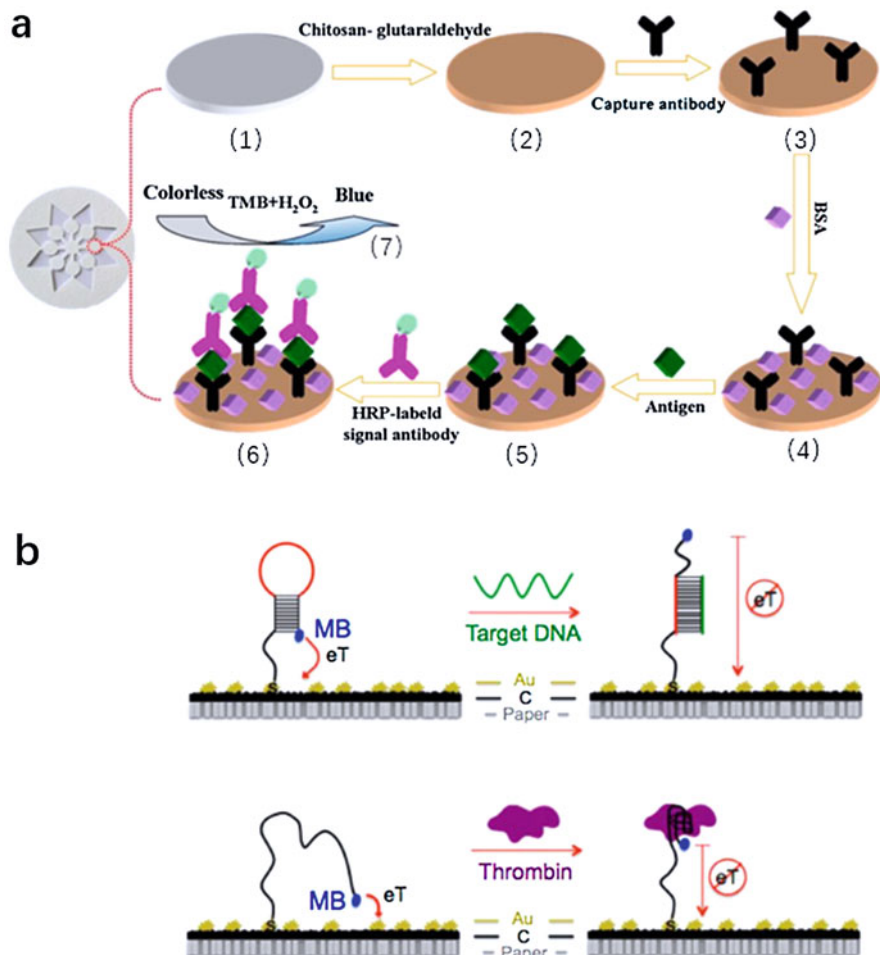 a
Chitosan- glutaraldehyde
Capture antibody
(1)
(2)
(3)
Colorless
TMB+H₂O₂
Blue
(7)
BSA
HRP-labeld
signal antibody
Antigen
(6)
(5)
(4)
b
MB
eT
Target DNA
eT
S
Au
C
Paper
S
MB
eT
Thrombin
eT
S
Au
C
Paper
S